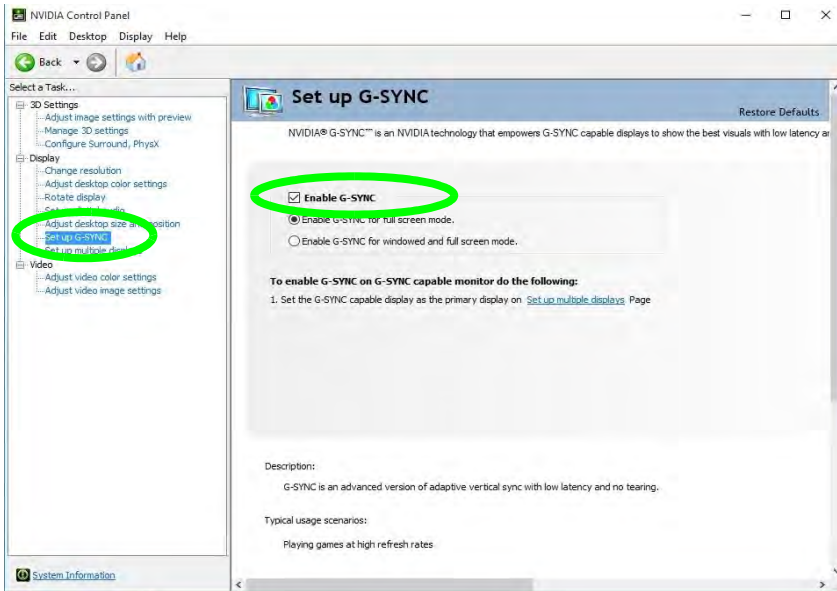 NVIDIA Control Panel
File Edit Desktop Display Help
Back
Select a Task...
3D Settings
Adjust image settings with preview
Manage 3D settings
Configure Surround, PhysX
Display
Change resolution
Adjust desktop color settings
Rotate display
Adjust desktop size and position
Set up G-SYNC
Set up multiple displays
Video
Adjust video color settings
Adjust video image settings
System Information
Set up G-SYNC
Restore Defaults
NVIDIA® G-SYNC™ is an NVIDIA technology that empowers G-SYNC capable displays to show the best visuals with low latency
Enable G-SYNC
Enable G-SYNC for full screen mode.
Enable G-SYNC for windowed and full screen mode.
To enable G-SYNC on G-SYNC capable monitor do the following:
1. Set the G-SYNC capable display as the primary display on Set up multiple displays Page
Description:
G-SYNC is an advanced version of adaptive vertical sync with low latency and no tearing.
Typical usage scenarios:
Playing games at high refresh rates